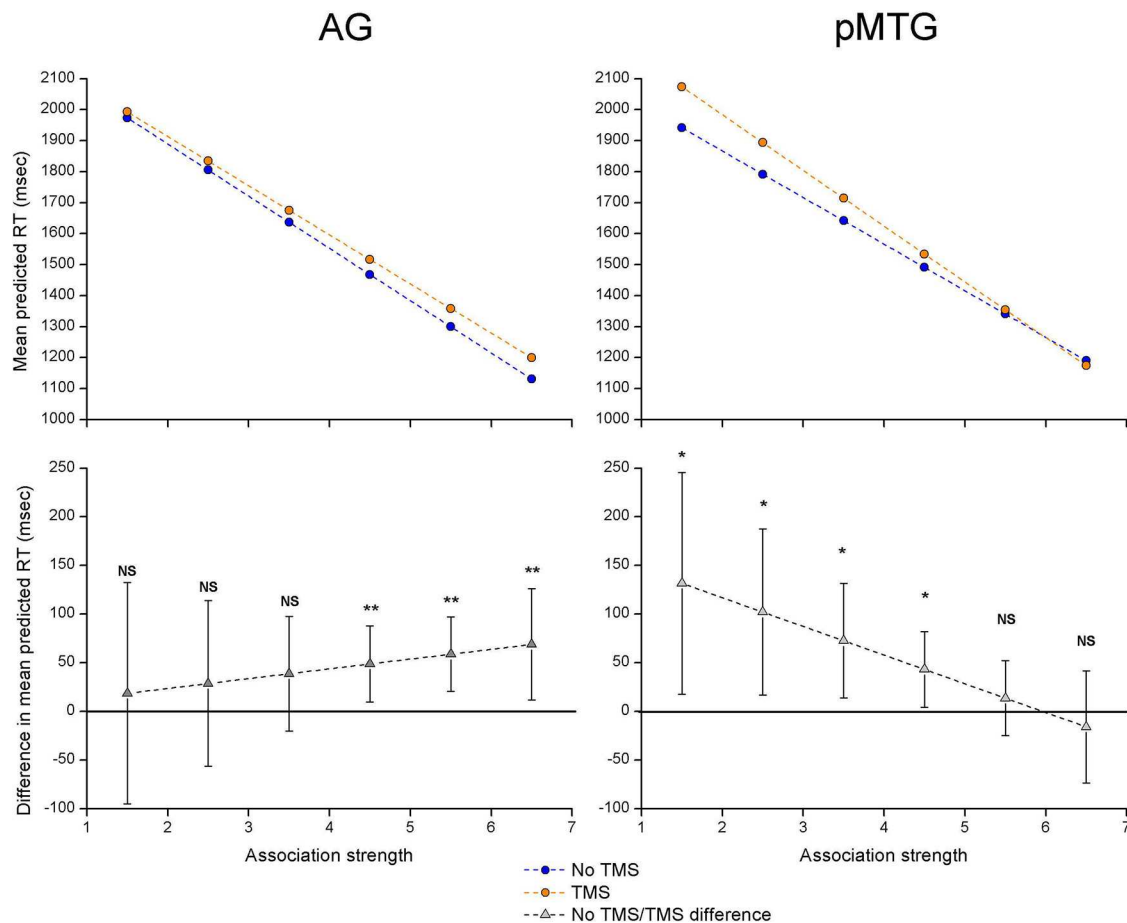 AG
pMTG
Mean predicted RT (msec)
2100
2000
1900
1800
1700
1600
1500
1400
1300
1200
1100
1000
2100
2000
1900
1800
1700
1600
1500
1400
1300
1200
1100
1000
Difference in mean predicted RT (msec)
250
200
150
100
50
0
-50
-100
NS
NS
NS
**
**
**
250
200
150
100
50
0
-50
-100
*
*
*
*
NS
NS
1 2 3 4 5 6 7
1 2 3 4 5 6 7
Association strength
Association strength
No TMS
TMS
No TMS/TMS difference